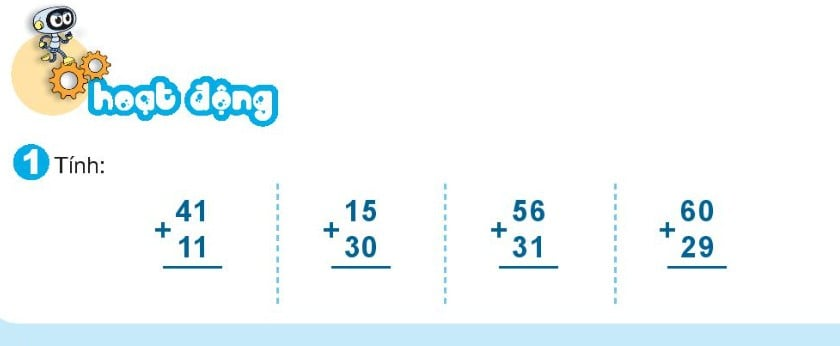 hoạt động
1 Tính:
41 15 56 60
+ + + +
11 30 31 29